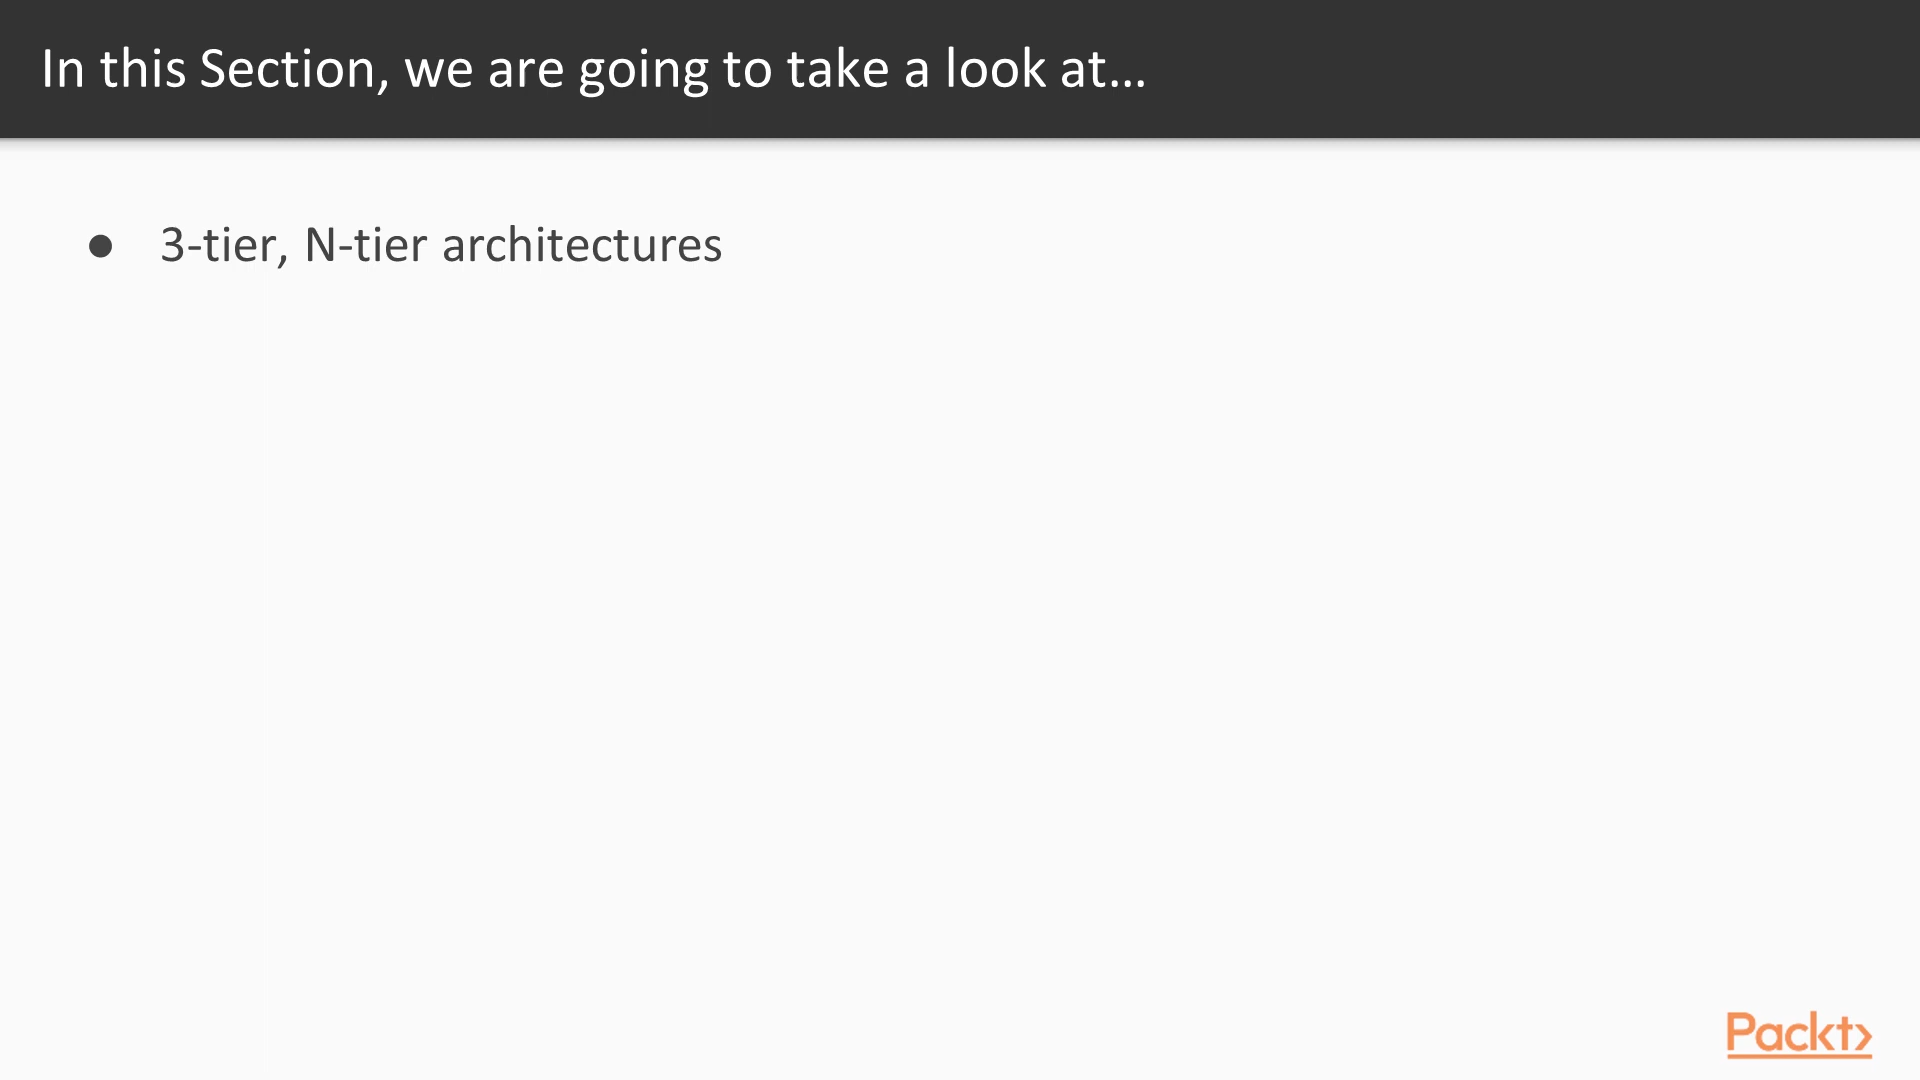 In this Section, we are going to take a look at...
● 3-tier, N-tier architectures
Packt>